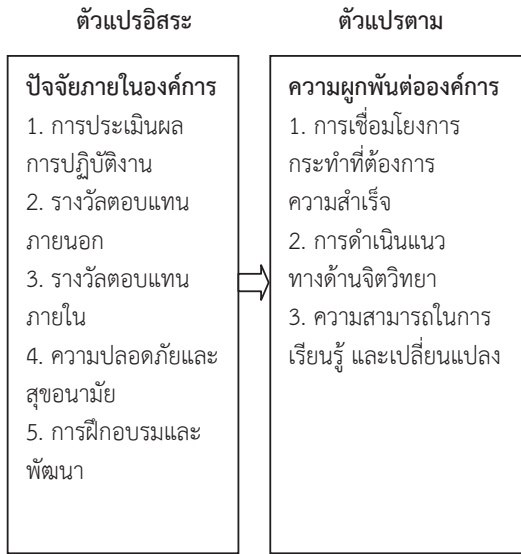 ตัวแปรอิสระ
ตัวแปรตาม
ปัจจัยภายในองค์การ
1. การประเมินผล
การปฏิบัติงาน
2. รางวัลตอบแทน
ภายนอก
3. รางวัลตอบแทน
ภายใน
4. ความปลอดภัยและ
สุขอนามัย
5. การฝึกอบรมและ
พัฒนา
ความผูกพันต่อองค์การ
1. การเชื่อมโยงการ
กระทำที่ต้องการ
ความสำเร็จ
2. การดำเนินแนว
ทางด้านจิตวิทยา
3. ความสามารถในการ
เรียนรู้ และเปลี่ยนแปลง